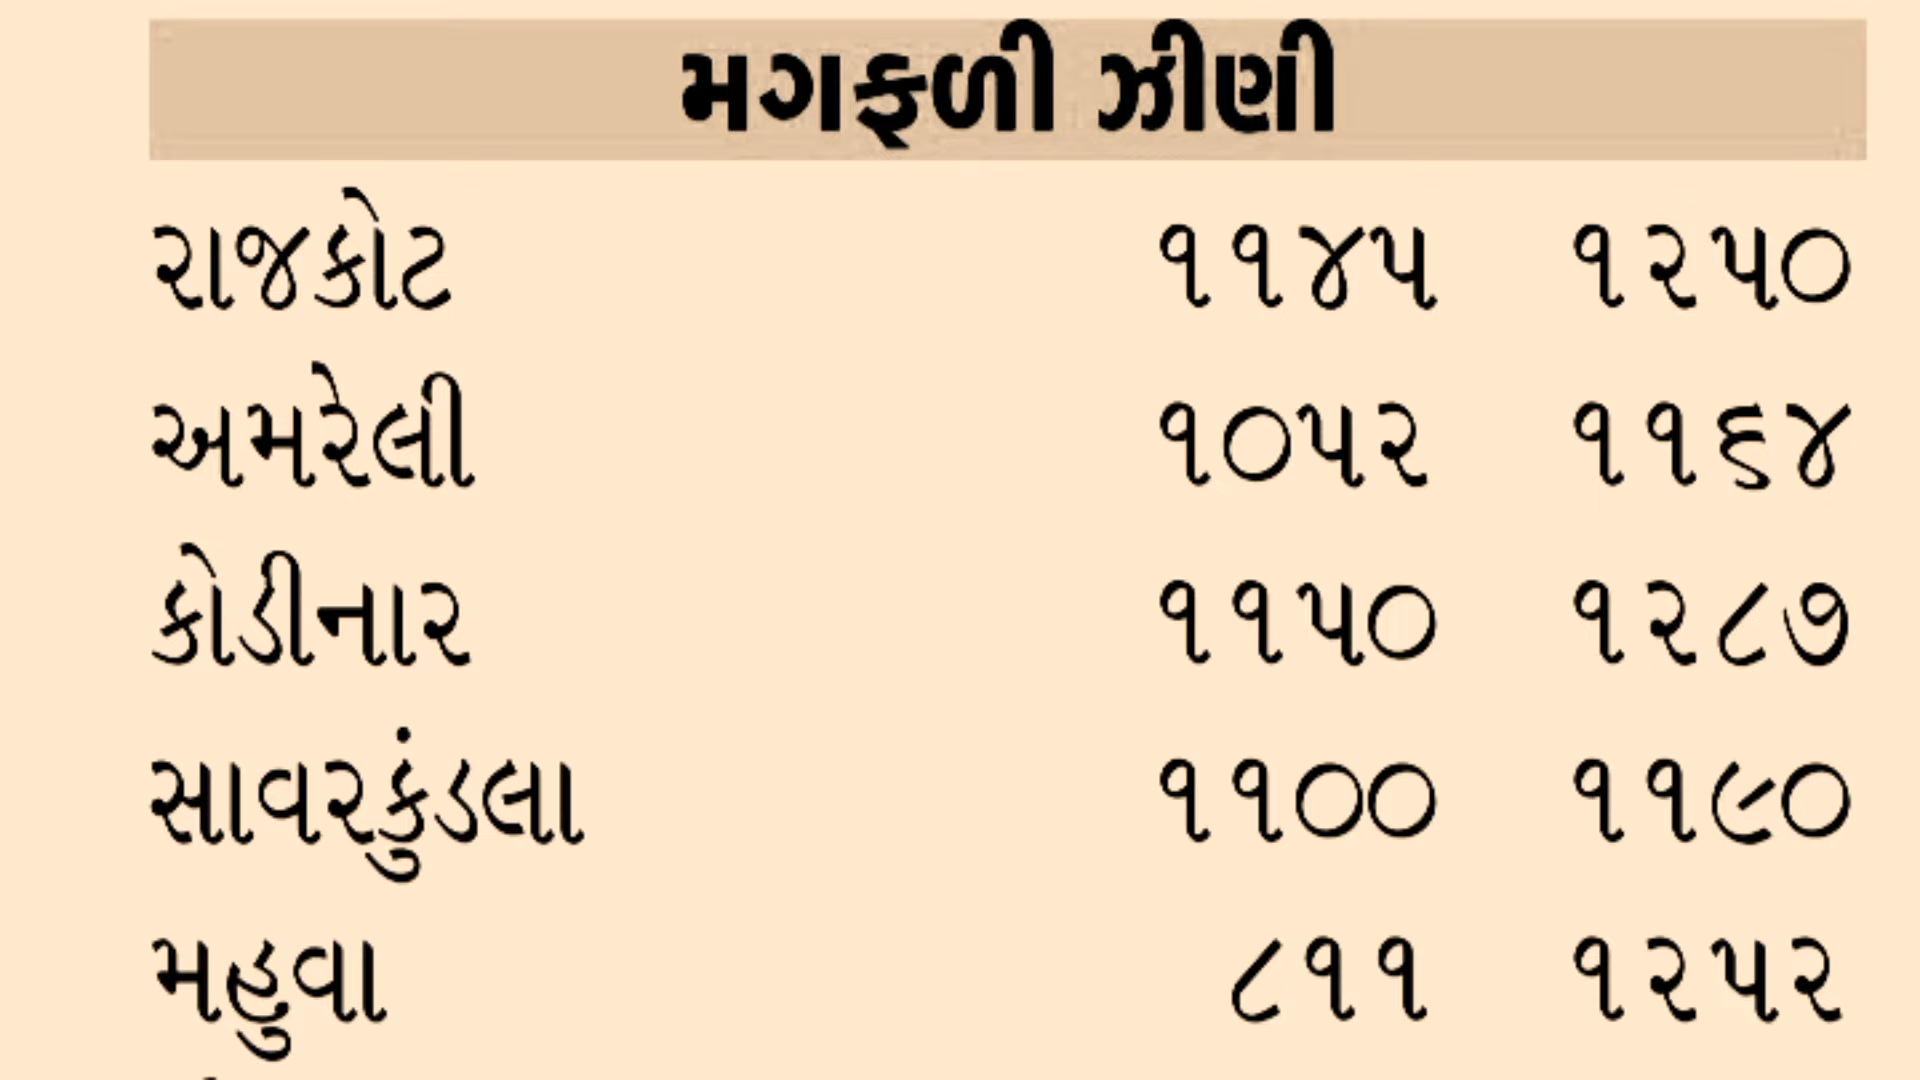 મગફળી ઝીણી
રાજકોટ ૧૧૪૫ ૧૨૫૦
અમરેલી ૧૦૫૨ ૧૧૬૪
કોડીનાર ૧૧૫૦ ૧૨૮૭
સાવરકુંડલા ૧૧૦૦ ૧૧૯૦
મહુવા ૮૧૧ ૧૨૫૨